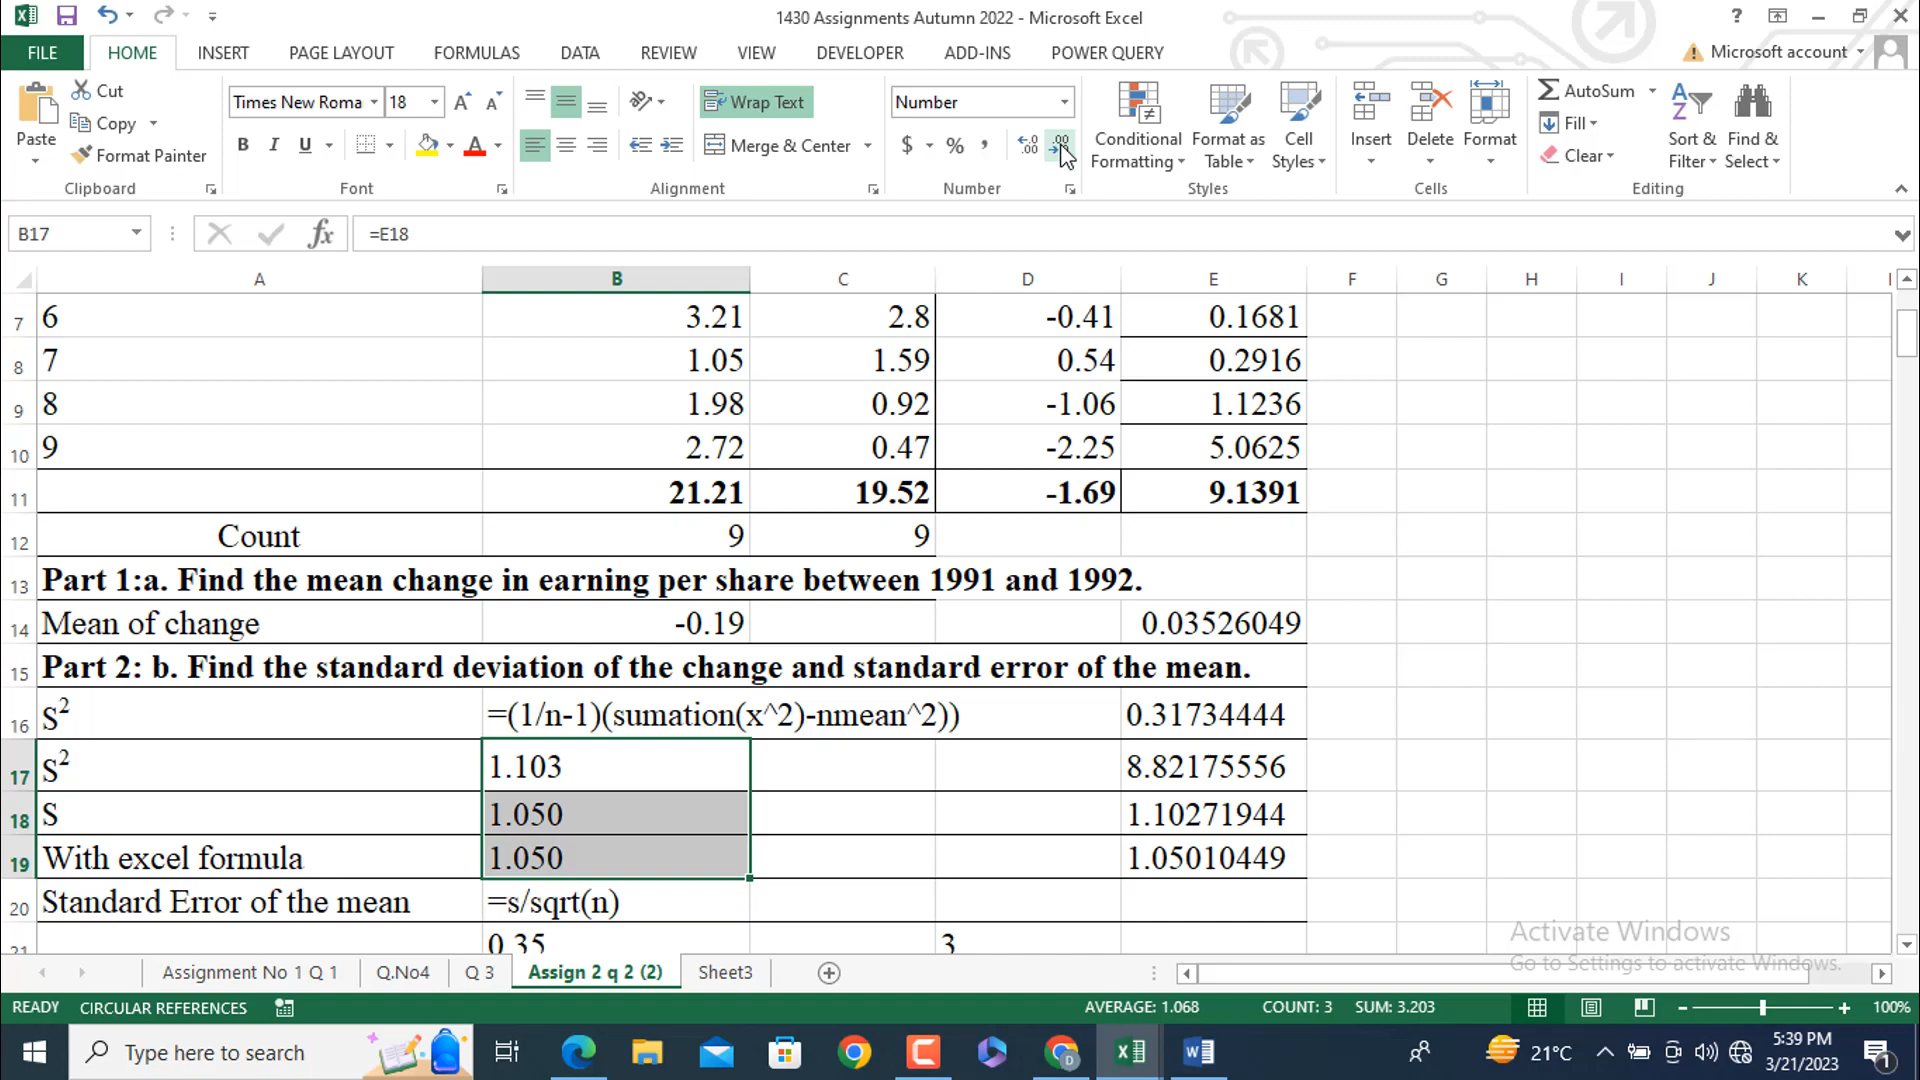 1430 Assignments Autumn 2022 - Microsoft Excel
FILE HOME INSERT PAGE LAYOUT FORMULAS DATA REVIEW VIEW DEVELOPER ADD-INS POWER QUERY Microsoft account
Paste Cut Copy Format Painter
Clipboard
Times New Roma 18
B I U A
Font
Wrap Text
Merge & Center
Alignment
Number
$ % ,
Number
Conditional Formatting Format as Table Cell Styles
Styles
Insert Delete Format
Cells
AutoSum
Fill
Clear
Sort & Filter Find & Select
Editing
B17 fx =E18
A B C D E F G H I J K
7 6 3.21 2.8 -0.41 0.1681
8 7 1.05 1.59 0.54 0.2916
9 8 1.98 0.92 -1.06 1.1236
10 9 2.72 0.47 -2.25 5.0625
11 21.21 19.52 -1.69 9.1391
12 Count 9 9
13 Part 1:a. Find the mean change in earning per share between 1991 and 1992.
14 Mean of change -0.19 0.03526049
15 Part 2: b. Find the standard deviation of the change and standard error of the mean.
16 S² =(1/n-1)(sumation(x^2)-nmean^2)) 0.31734444
17 S² 1.103 8.82175556
18 S 1.050 1.10271944
19 With excel formula 1.050 1.05010449
20 Standard Error of the mean =s/sqrt(n)
21 0.35 3
Activate Windows
Go to Settings to activate Windows.
Assignment No 1 Q 1 Q.No4 Q 3 Assign 2 q 2 (2) Sheet3
READY CIRCULAR REFERENCES AVERAGE: 1.068 COUNT: 3 SUM: 3.203 100%
Type here to search
21°C
5:39 PM
3/21/2023
1